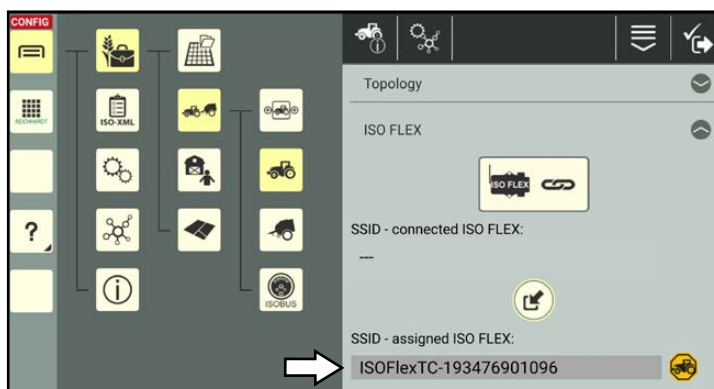 CONFIG
REICHHARDT
ISO-XML
?
ISOBUS
Topology
ISO FLEX
ISO FLEX
SSID - connected ISO FLEX:
---
SSID - assigned ISO FLEX:
ISOFlexTC-193476901096